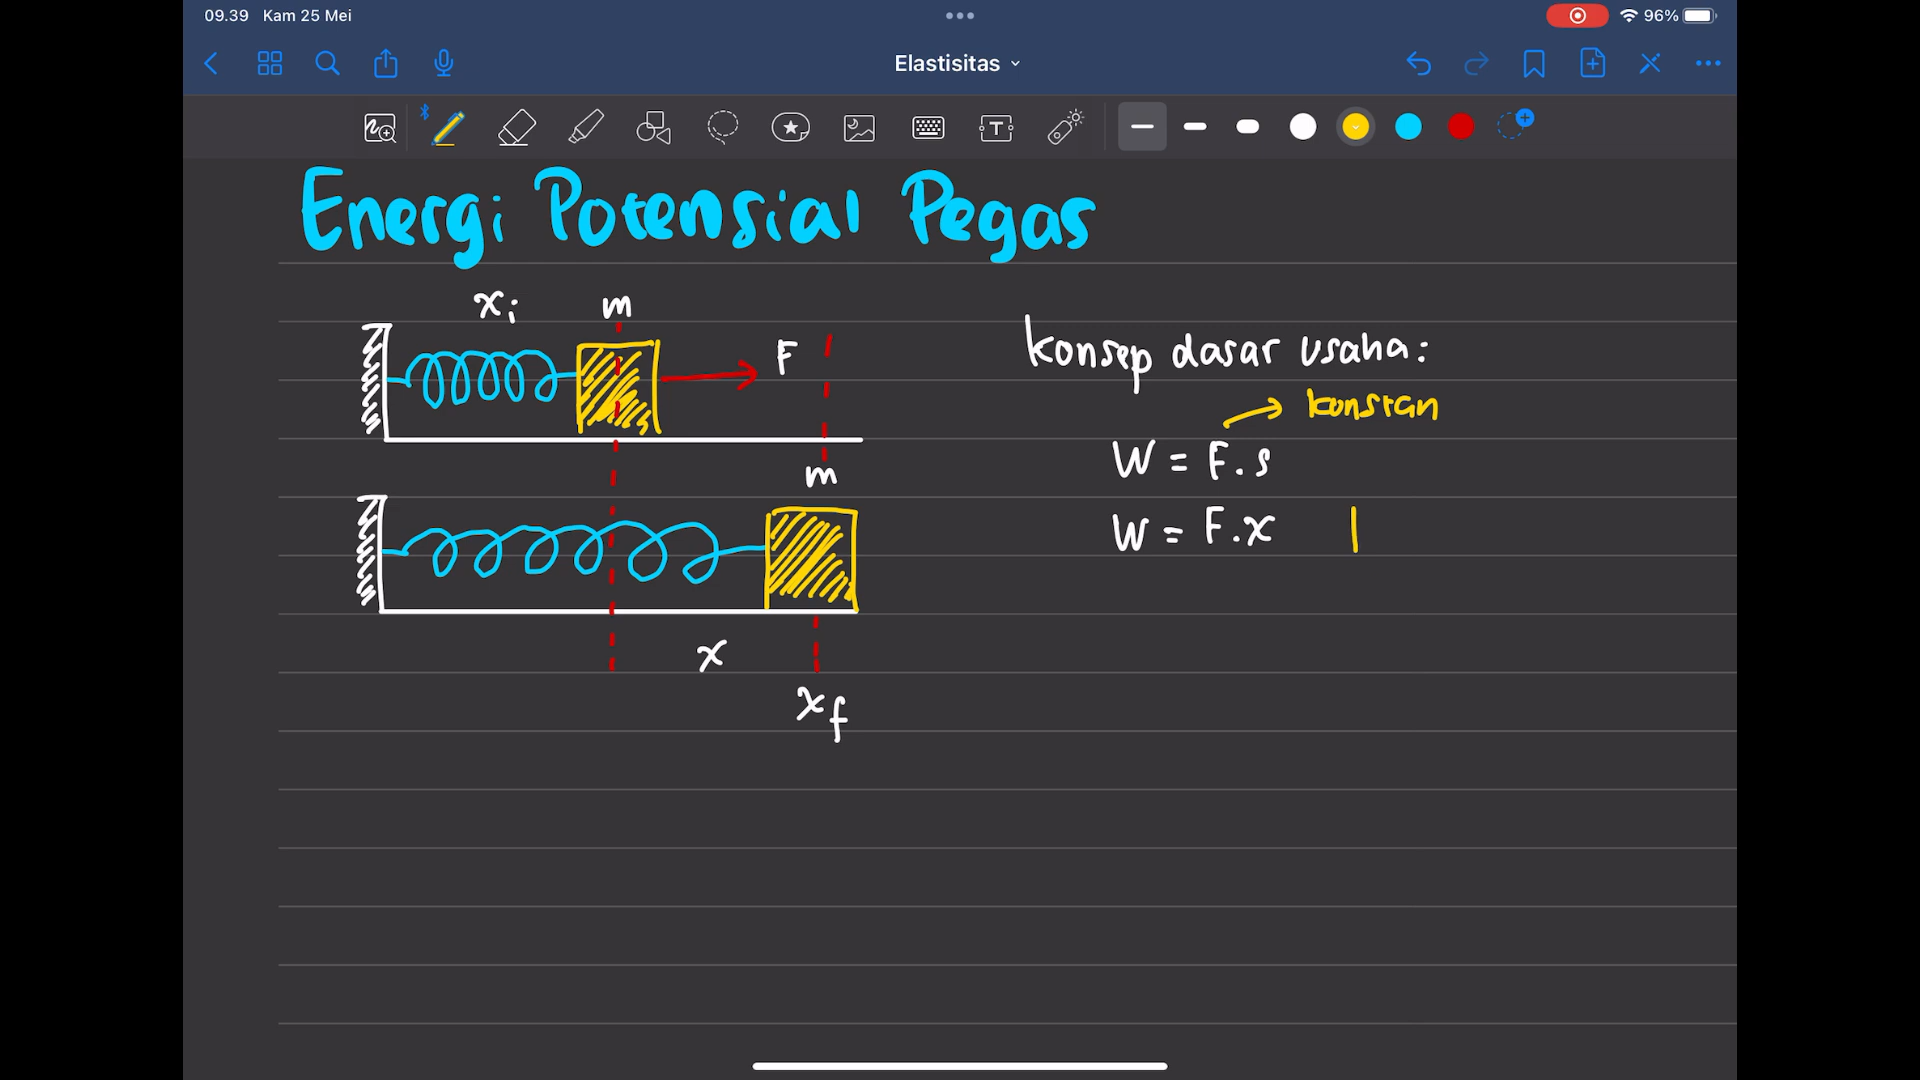 09.39 Kam 25 Mei
96%
Elastisitas
Energi Potensial Pegas
xi m
F
m
x
xf
konsep dasar usaha:
konstan
W = F.s
W = F.x |